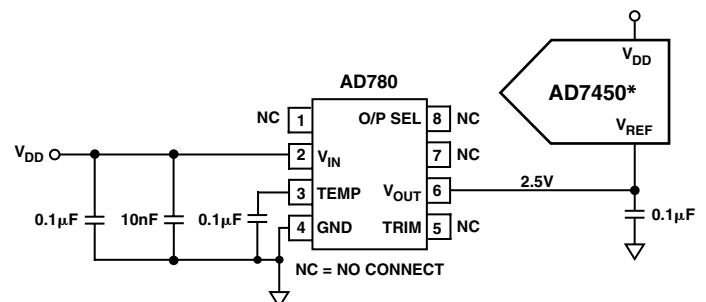 V_DD
AD780
AD7450*
NC 1 O/P SEL 8 NC
V_REF
7 NC
V_DD 2 V_IN
3 TEMP V_OUT 6 2.5V
0.1µF 10nF 0.1µF 4 GND TRIM 5 NC 0.1µF
NC = NO CONNECT